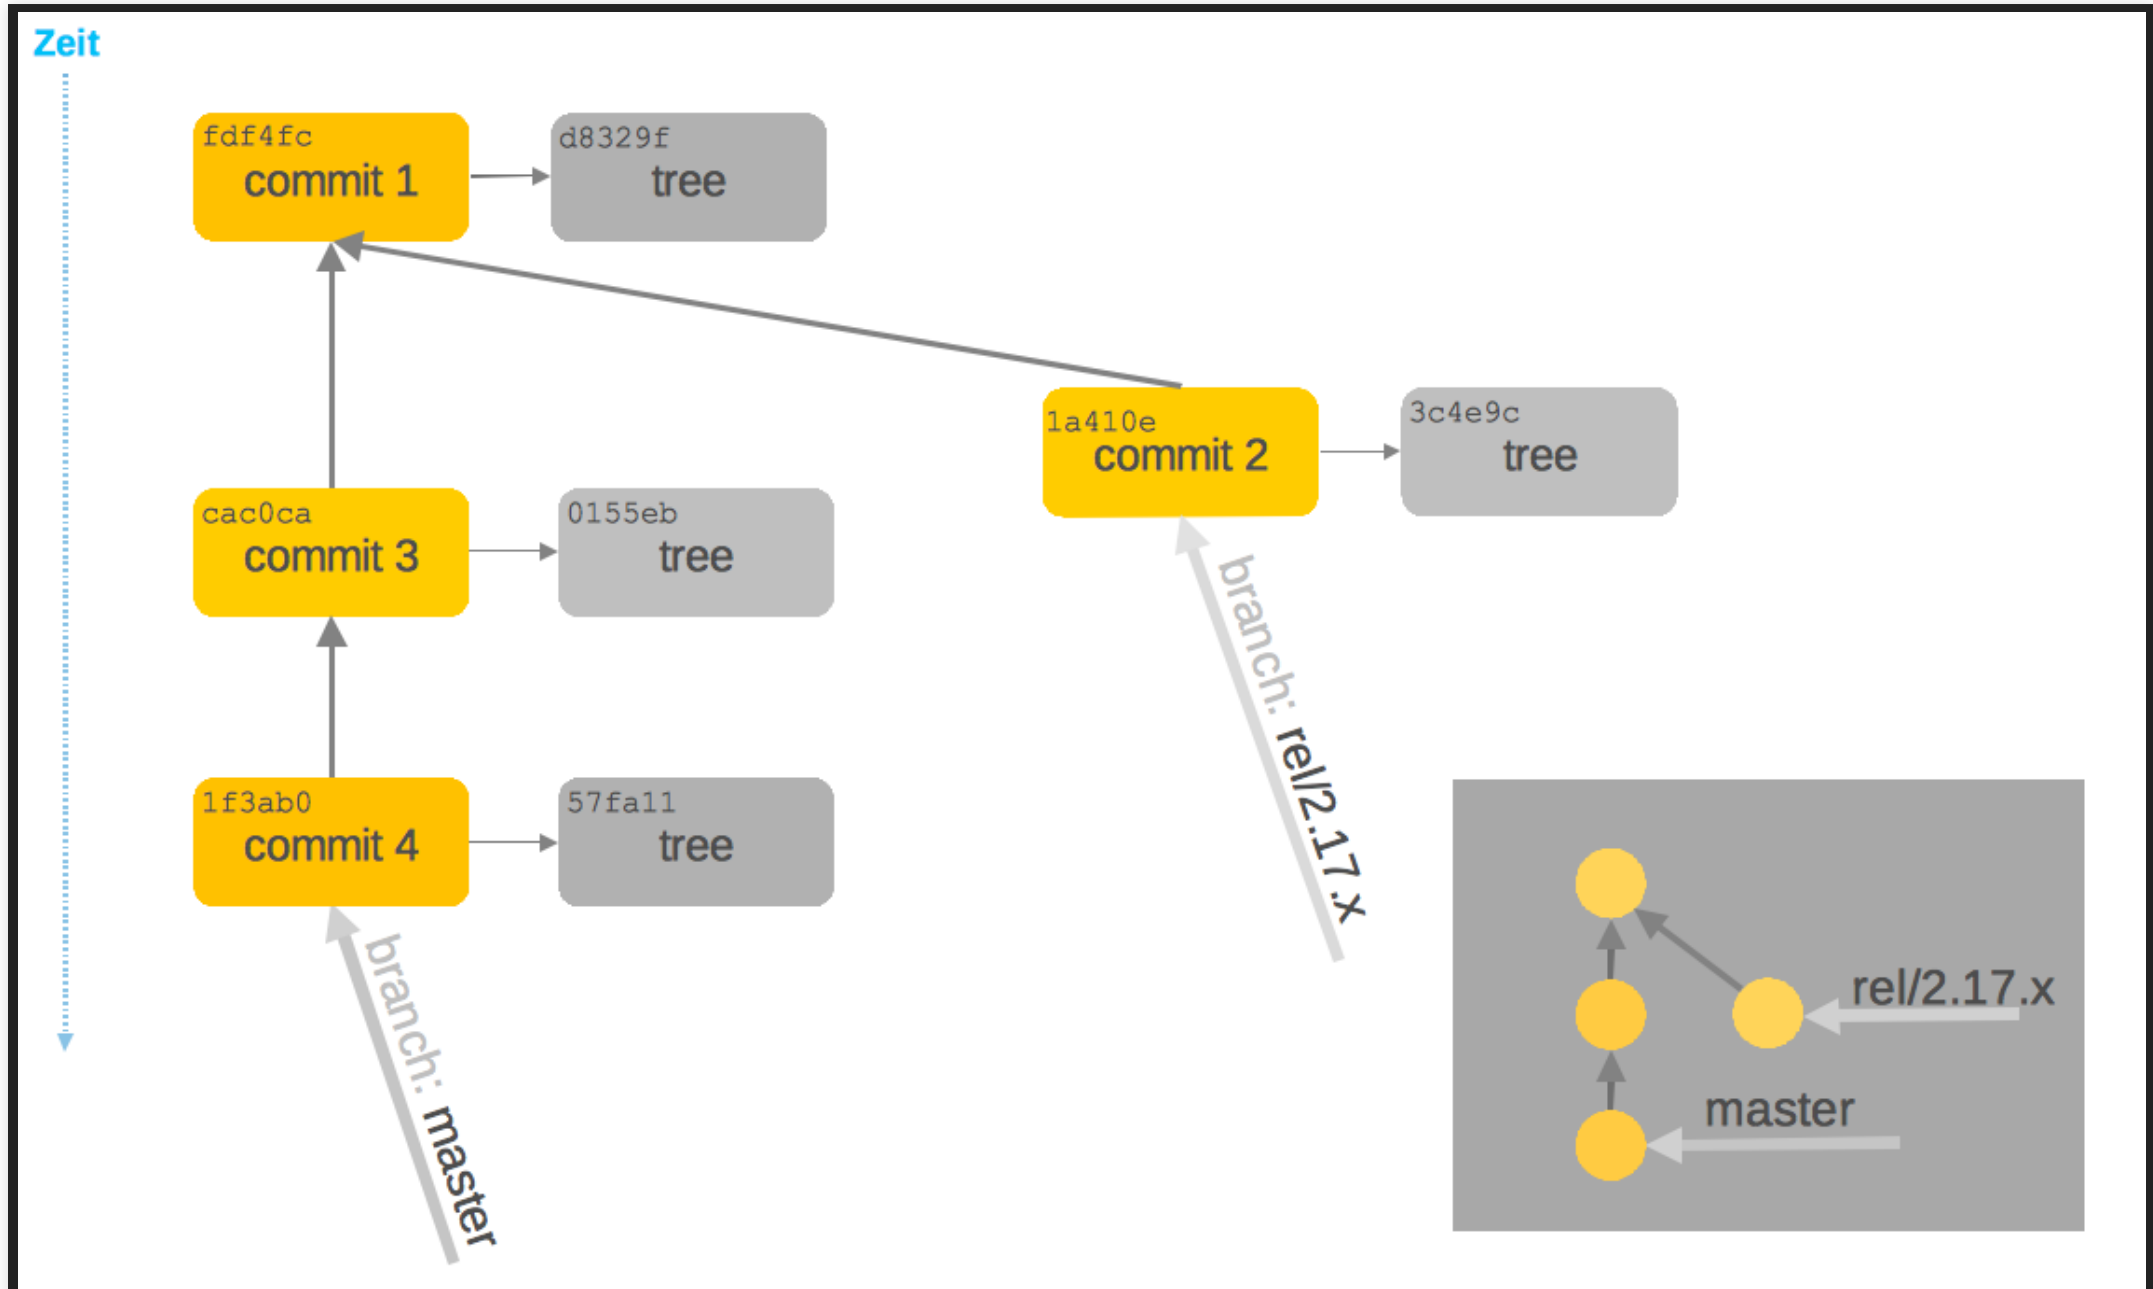 Zeit
fdf4fc
commit 1
d8329f
tree
1a410e
commit 2
3c4e9c
tree
cac0ca
commit 3
0155eb
tree
branch: rel/2.17.x
1f3ab0
commit 4
57fa11
tree
branch: master
rel/2.17.x
master